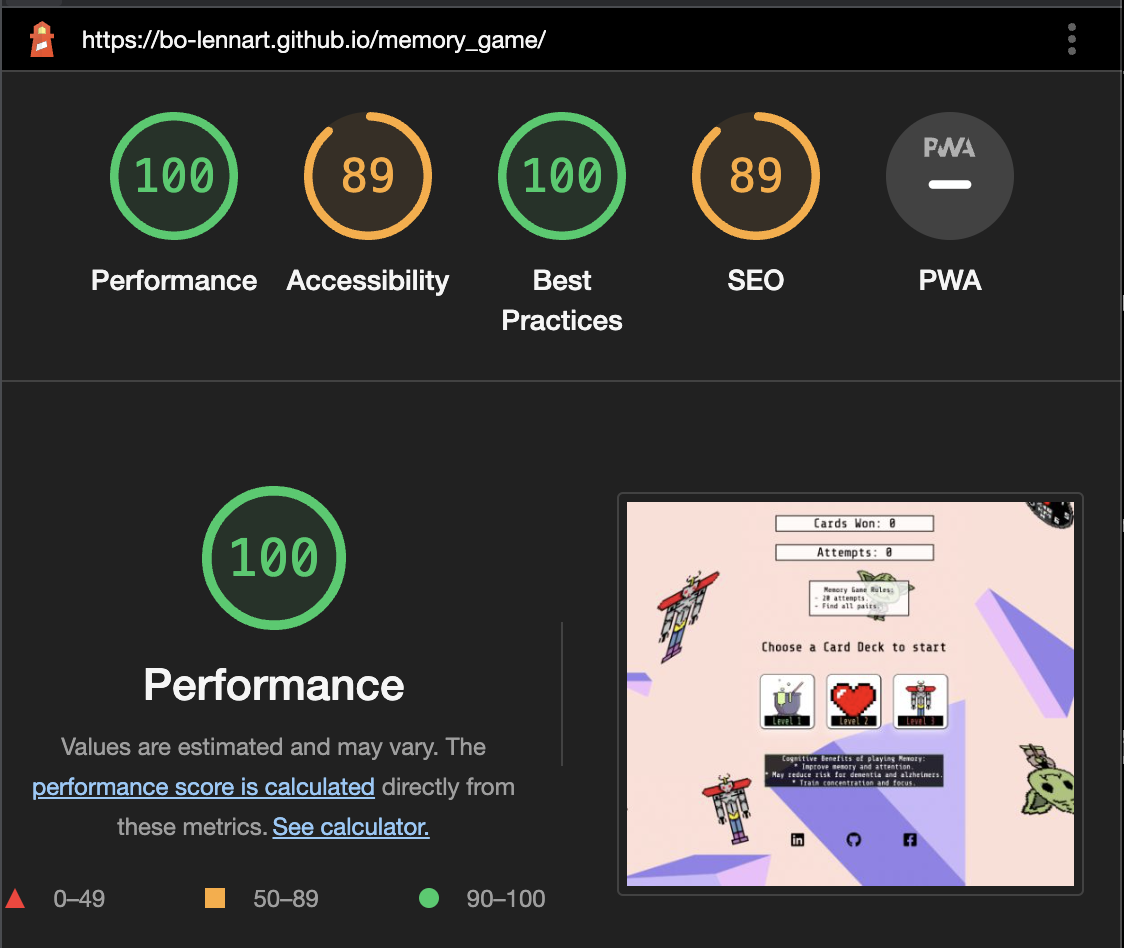 https://bo-lennart.github.io/memory_game/
100
89
100
89
PWA
Performance
Accessibility
Best
Practices
SEO
PWA
100
Performance
Values are estimated and may vary. The
performance score is calculated directly from
these metrics. See calculator.
0–49
50–89
90–100
Cards Won: 0
Attempts: 0
Memory Game Rules:
- 20 attempts.
- Find all pairs.
Choose a Card Deck to start
Level 1
Level 2
Level 3
Cognitive Benefits of playing Memory:
* Improve memory and attention.
* May reduce risk for dementia and alzheimers.
* Train concentration and focus.
in